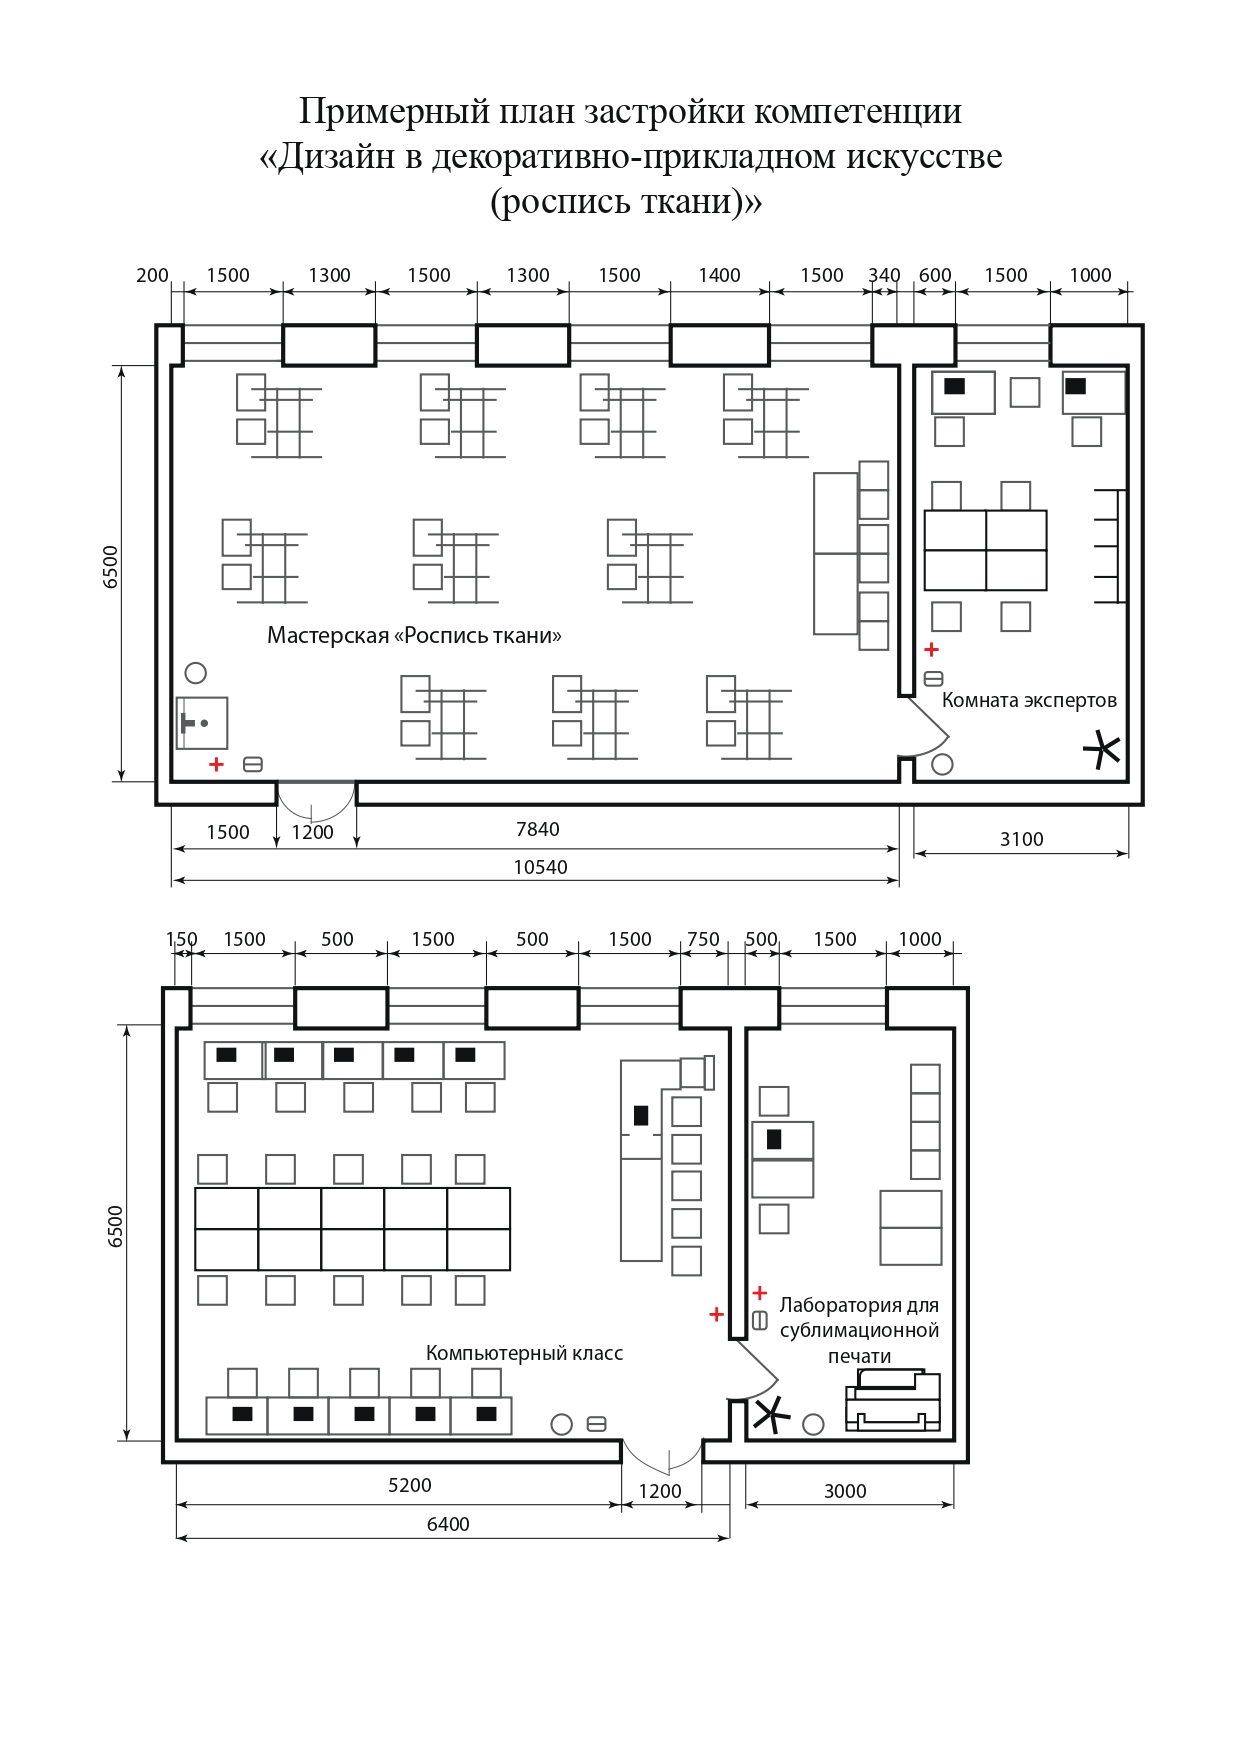 Примерный план застройки компетенции
«Дизайн в декоративно-прикладном искусстве
(роспись ткани)»
200 1500 1300 1500 1300 1500 1400 1500 340 600 1500 1000
6500
Мастерская «Роспись ткани»
Комната экспертов
1500 1200 7840 3100
10540
150 1500 500 1500 500 1500 750 500 1500 1000
6500
Лаборатория для
сублимационной
печати
Компьютерный класс
5200 1200 3000
6400